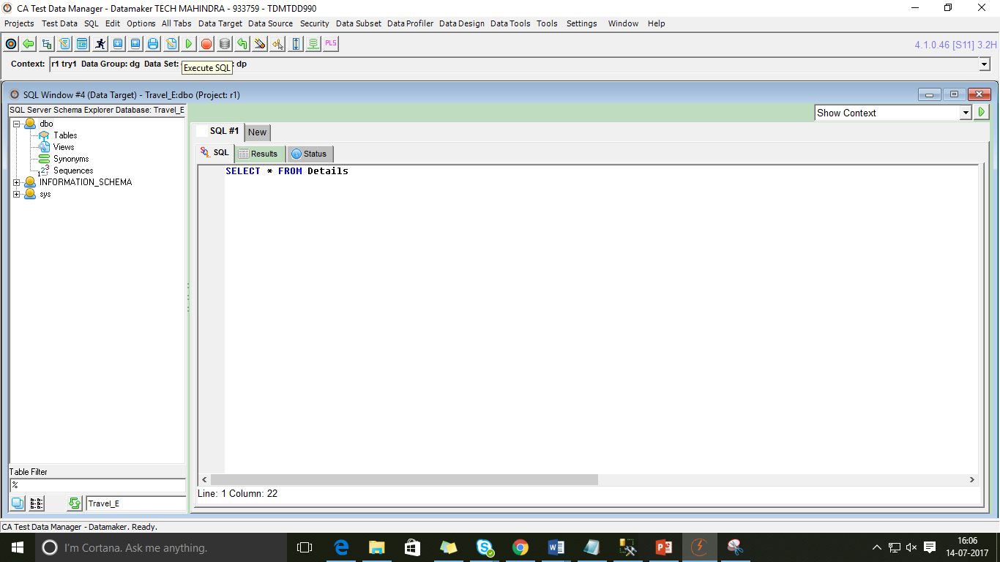 CA Test Data Manager - Datamaker TECH MAHINDRA - 933759 - TDMTDD990
Projects Test Data SQL Edit Options All Tabs Data Target Data Source Security Data Subset Data Profiler Data Design Data Tools Tools Settings Window Help
PLS
4.1.0.46 [S11] 3.2H
Context: r1 try1 Data Group: dg Data Set: : dp
Execute SQL
SQL Window #4 (Data Target) - Travel_E:dbo (Project: r1)
SQL Server Schema Explorer Database: Travel_E
Show Context
dbo
Tables
Views
Synonyms
Sequences
INFORMATION_SCHEMA
sys
SQL #1 New
SQL Results Status
SELECT * FROM Details
Table Filter
%
Travel_E
Line: 1 Column: 22
CA Test Data Manager - Datamaker. Ready.
I'm Cortana. Ask me anything.
16:06
14-07-2017